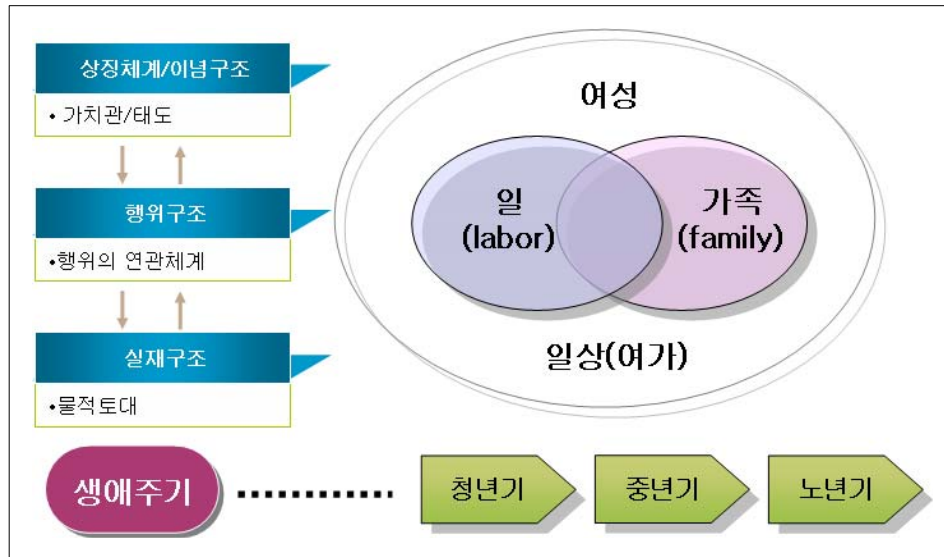 상징체계/이념구조
• 가치관/태도
행위구조
•행위의 연관체계
실재구조
•물적토대
여성
일
(labor)
가족
(family)
일상(여가)
생애주기
청년기
중년기
노년기